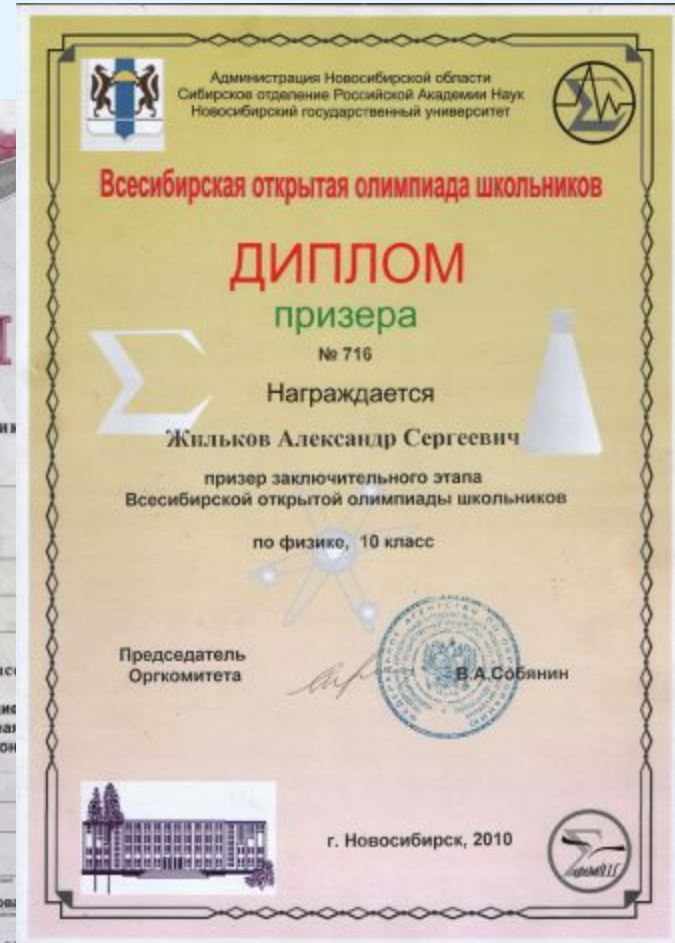 Администрация Новосибирской области
Сибирское отделение Российской Академии Наук
Новосибирский государственный университет
Всесибирская открытая олимпиада школьников
ДИПЛОМ
призера
№ 716
Награждается
Жильков Александр Сергеевич
призер заключительного этапа
Всесибирской открытой олимпиады школьников
по физике, 10 класс
Председатель
Оргкомитета
В.А.Собянин
г. Новосибирск, 2010